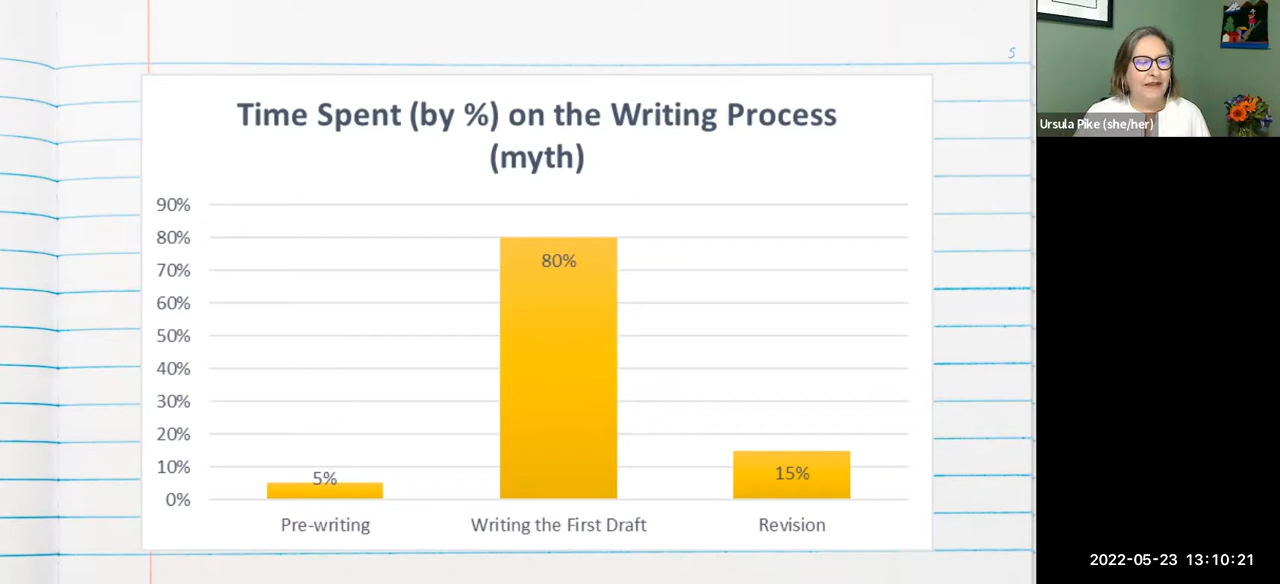 5
Time Spent (by %) on the Writing Process
(myth)
90%
80%
70%
60%
50%
40%
30%
20%
10%
0%
5%
80%
15%
Pre-writing
Writing the First Draft
Revision
Ursula Pike (she/her)
2022-05-23 13:10:21